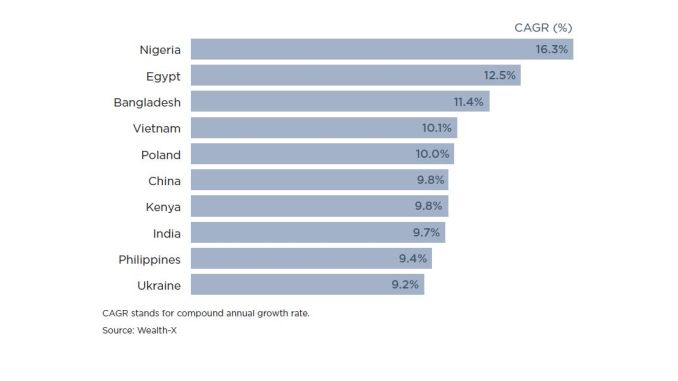 CAGR (%)
Nigeria 16.3%
Egypt 12.5%
Bangladesh 11.4%
Vietnam 10.1%
Poland 10.0%
China 9.8%
Kenya 9.8%
India 9.7%
Philippines 9.4%
Ukraine 9.2%
CAGR stands for compound annual growth rate.
Source: Wealth-X